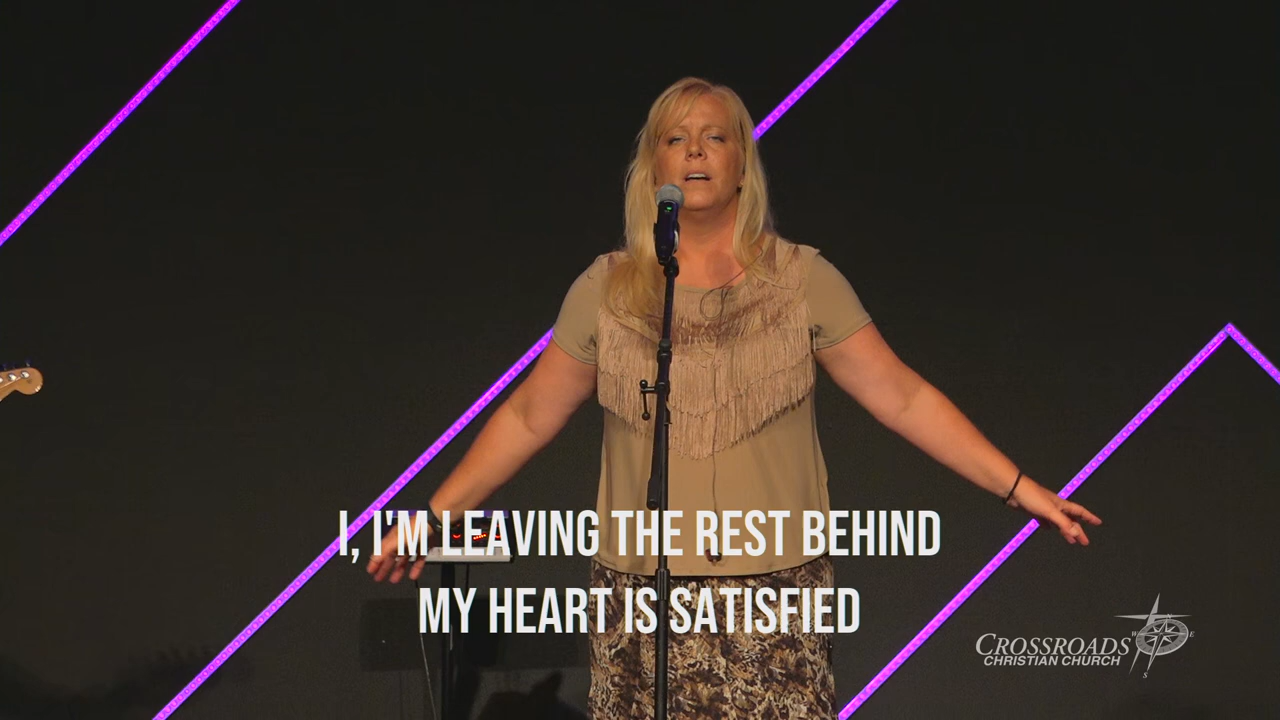 I, I'M LEAVING THE REST BEHIND
MY HEART IS SATISFIED
CROSSROADS
CHRISTIAN CHURCH
W
E
S